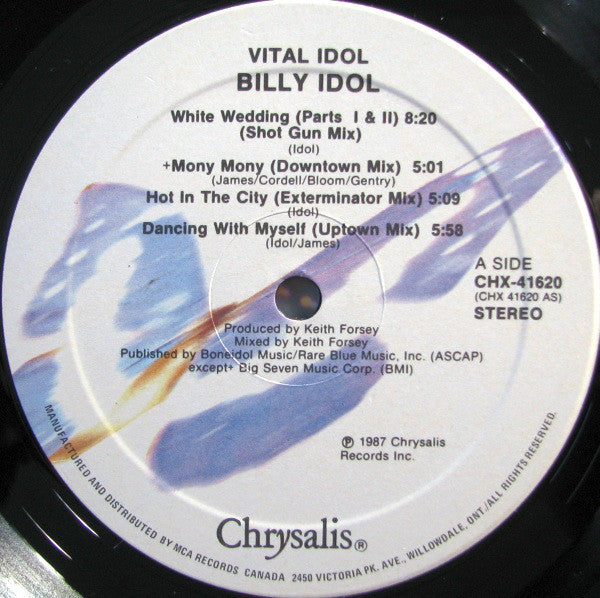 VITAL IDOL
BILLY IDOL
White Wedding (Parts I & II) 8:20
(Shot Gun Mix)
(Idol)
+Mony Mony (Downtown Mix) 5:01
(James/Cordell/Bloom/Gentry)
Hot In The City (Exterminator Mix) 5:09
(Idol)
Dancing With Myself (Uptown Mix) 5:58
(Idol/James)
A SIDE
CHX-41620
(CHX 41620 AS)
STEREO
Produced by Keith Forsey
Mixed by Keith Forsey
Published by Boneidol Music/Rare Blue Music, Inc. (ASCAP)
except+ Big Seven Music Corp. (BMI)
℗ 1987 Chrysalis
Records Inc.
Chrysalis®
MANUFACTURED AND DISTRIBUTED BY MCA RECORDS CANADA 2450 VICTORIA PK. AVE., WILLOWDALE, ONT./ALL RIGHTS RESERVED.